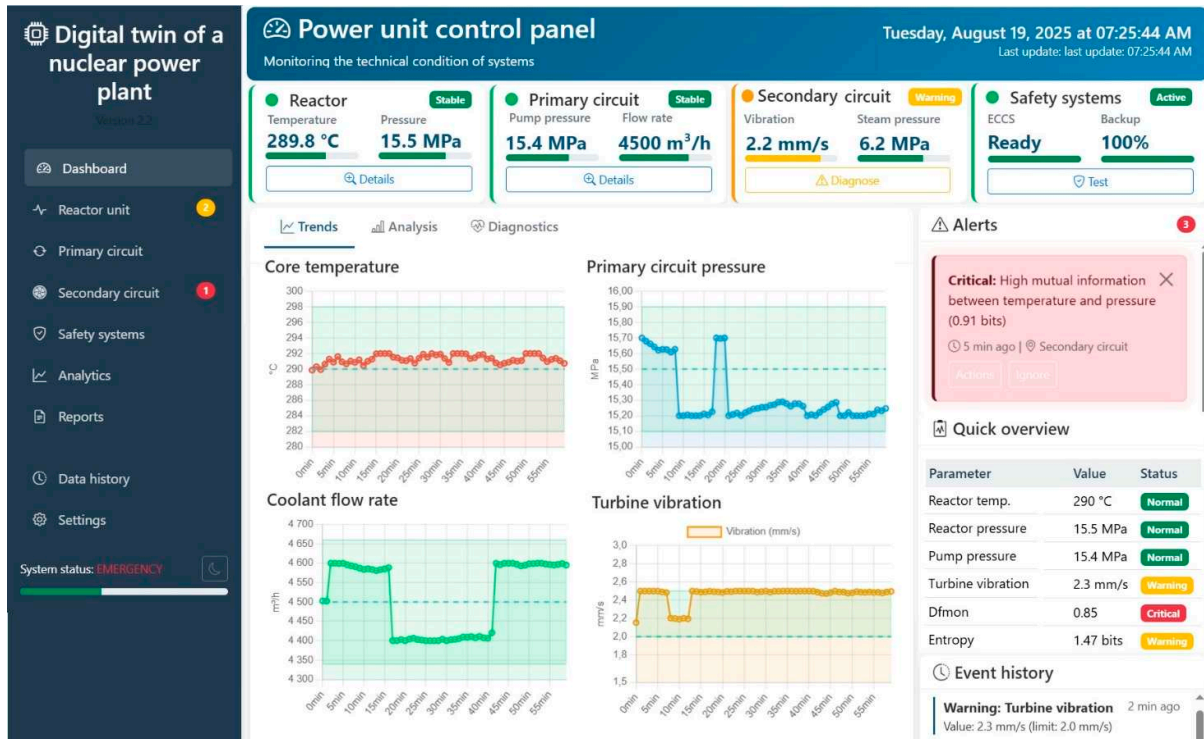 Digital twin of a
nuclear power
plant
Version 2.2
Dashboard
Reactor unit 2
Primary circuit
Secondary circuit 1
Safety systems
Analytics
Reports
Data history
Settings
System status: EMERGENCY
Power unit control panel
Monitoring the technical condition of systems
Tuesday, August 19, 2025 at 07:25:44 AM
Last update: last update: 07:25:44 AM
Reactor Stable
Temperature Pressure
289.8 °C 15.5 MPa
Details
Primary circuit Stable
Pump pressure Flow rate
15.4 MPa 4500 m³/h
Details
Secondary circuit Warning
Vibration Steam pressure
2.2 mm/s 6.2 MPa
Diagnose
Safety systems Active
ECCS Backup
Ready 100%
Test
Trends Analysis Diagnostics
Core temperature
°C
300
298
296
294
292
290
288
286
284
282
280
0min 5min 10min 15min 20min 25min 30min 35min 40min 45min 50min 55min
Primary circuit pressure
MPa
16,00
15,90
15,80
15,70
15,60
15,50
15,40
15,30
15,20
15,10
15,00
0min 5min 10min 15min 20min 25min 30min 35min 40min 45min 50min 55min
Coolant flow rate
m³/h
4 700
4 650
4 600
4 550
4 500
4 450
4 400
4 350
4 300
0min 5min 10min 15min 20min 25min 30min 35min 40min 45min 50min 55min
Turbine vibration
Vibration (mm/s)
mm/s
3,0
2,8
2,6
2,4
2,2
2,0
1,8
1,5
0min 5min 10min 15min 20min 25min 30min 35min 40min 45min 50min 55min
Alerts 3
Critical: High mutual information
between temperature and pressure
(0.91 bits)
5 min ago | Secondary circuit
Actions Ignore
Quick overview
Parameter Value Status
Reactor temp. 290 °C Normal
Reactor pressure 15.5 MPa Normal
Pump pressure 15.4 MPa Normal
Turbine vibration 2.3 mm/s Warning
Dfmon 0.85 Critical
Entropy 1.47 bits Warning
Event history
Warning: Turbine vibration 2 min ago
Value: 2.3 mm/s (limit: 2.0 mm/s)